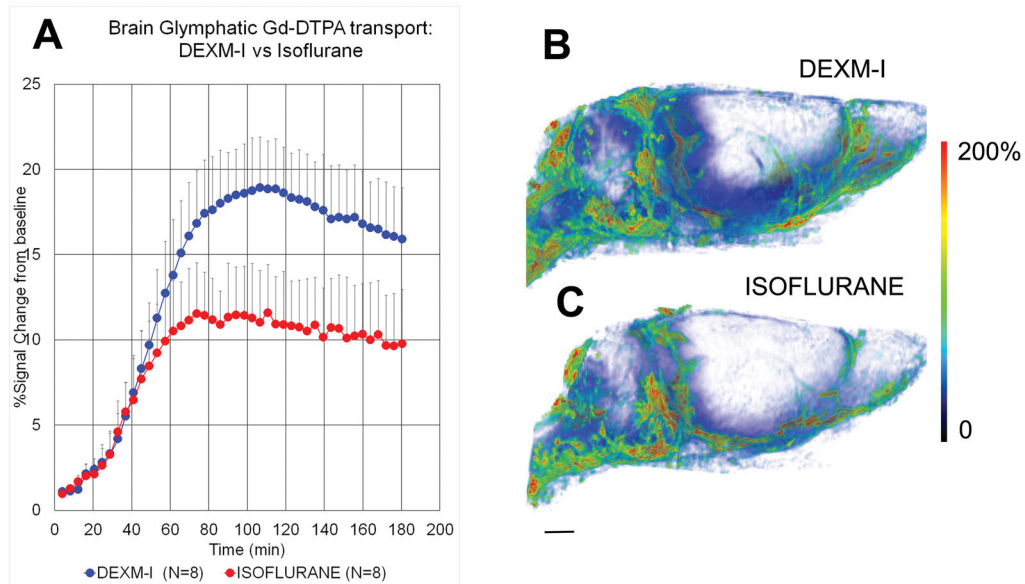 A
Brain Glymphatic Gd-DTPA transport:
DEXM-I vs Isoflurane
%Signal Change from baseline
25
20
15
10
5
0
0 20 40 60 80 100 120 140 160 180 200
Time (min)
DEXM-I (N=8) ISOFLURANE (N=8)
B
DEXM-I
200%
0
C
ISOFLURANE